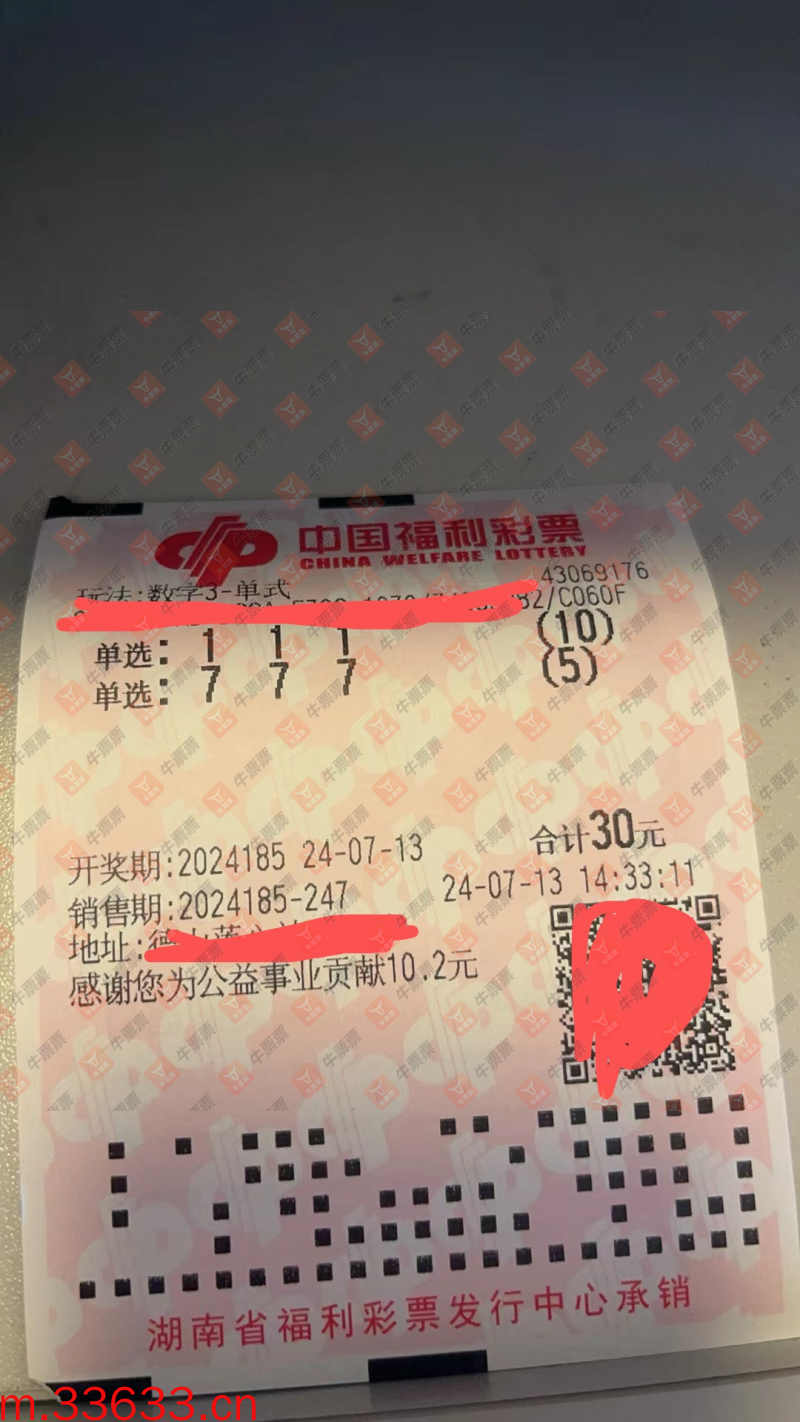 中国福利彩票
CHINA WELFARE LOTTERY
玩法:数字3-单式 43069176
82/C060F
单选: 1 1 1 (10)
单选: 7 7 7 (5)
合计30元
开奖期:2024185 24-07-13
销售期:2024185-247 24-07-13 14:33:11
地址:
感谢您为公益事业贡献10.2元
湖南省福利彩票发行中心承销
m.33633.cn
牛票票